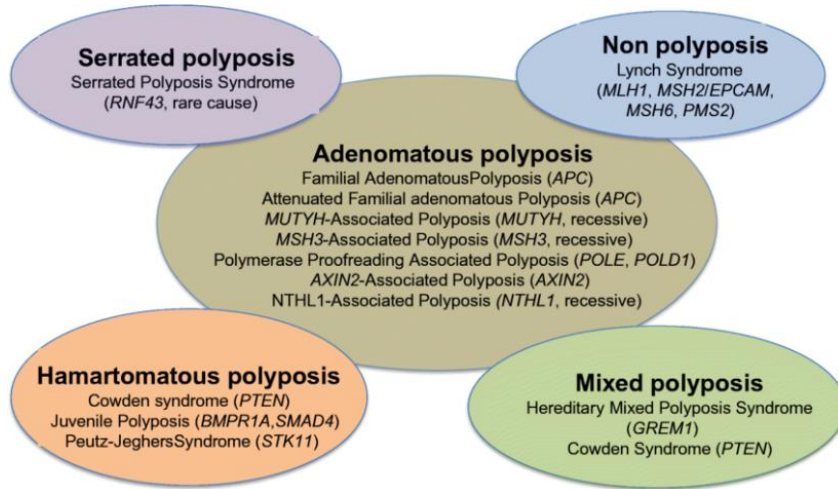 Serrated polyposis
Serrated Polyposis Syndrome
(RNF43, rare cause)
Non polyposis
Lynch Syndrome
(MLH1, MSH2/EPCAM,
MSH6, PMS2)
Adenomatous polyposis
Familial AdenomatousPolyposis (APC)
Attenuated Familial adenomatous Polyposis (APC)
MUTYH-Associated Polyposis (MUTYH, recessive)
MSH3-Associated Polyposis (MSH3, recessive)
Polymerase Proofreading Associated Polyposis (POLE, POLD1)
AXIN2-Associated Polyposis (AXIN2)
NTHL1-Associated Polyposis (NTHL1, recessive)
Hamartomatous polyposis
Cowden syndrome (PTEN)
Juvenile Polyposis (BMPR1A,SMAD4)
Peutz-JeghersSyndrome (STK11)
Mixed polyposis
Hereditary Mixed Polyposis Syndrome
(GREM1)
Cowden Syndrome (PTEN)